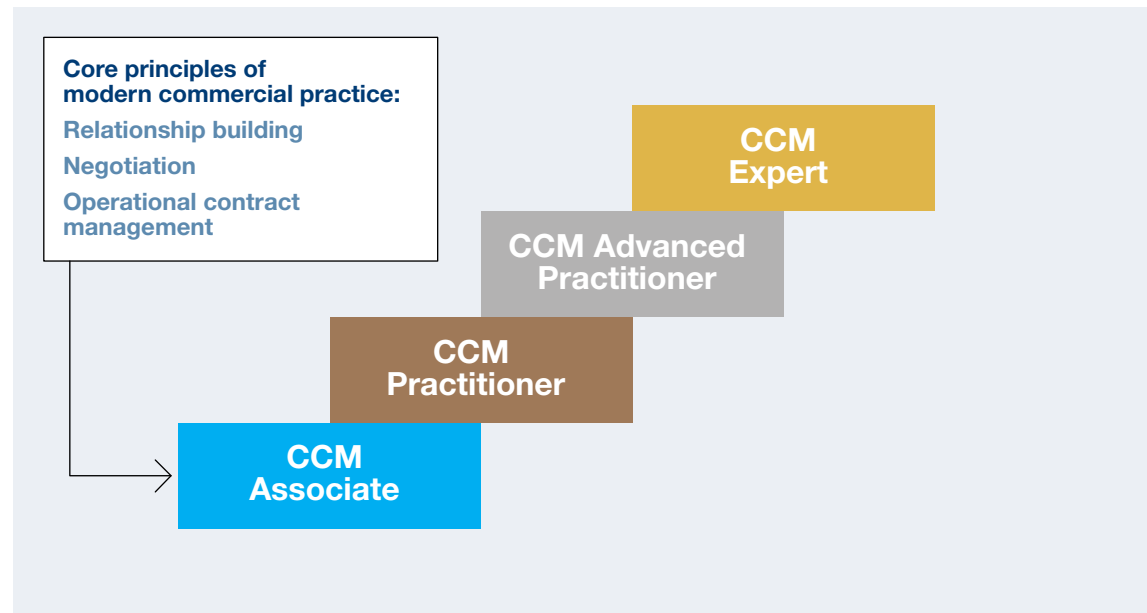 Core principles of
modern commercial practice:
Relationship building
Negotiation
Operational contract
management
CCM
Expert
CCM Advanced
Practitioner
CCM
Practitioner
CCM
Associate